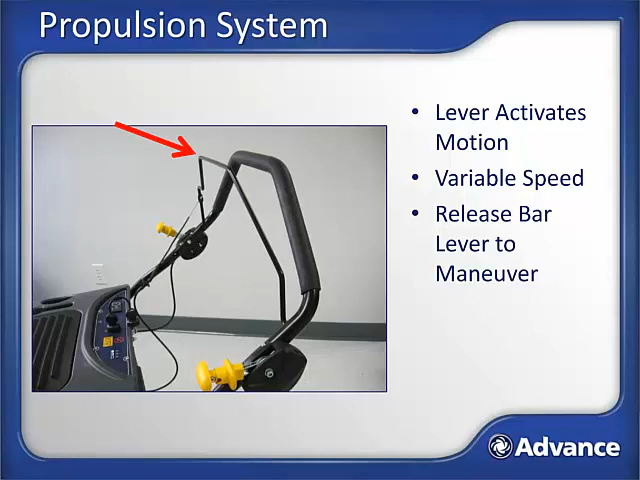 Propulsion System
• Lever Activates
Motion
• Variable Speed
• Release Bar
Lever to
Maneuver
Advance